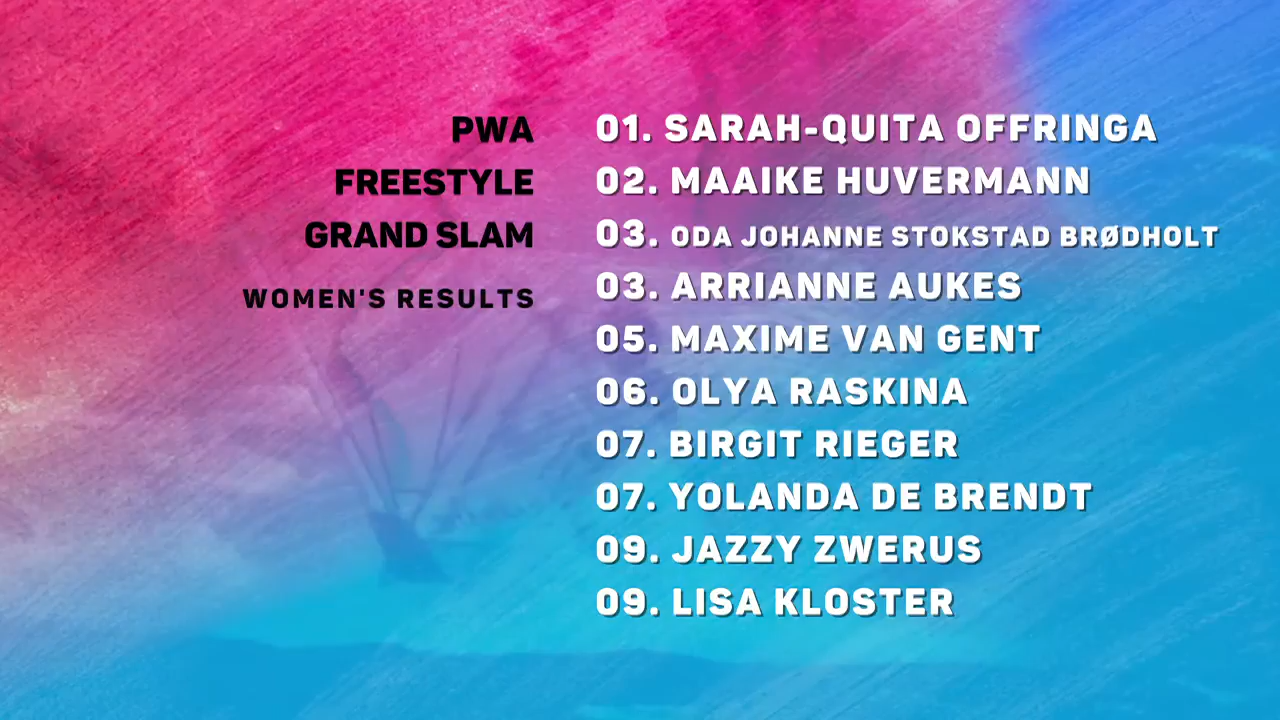 PWA
FREESTYLE
GRAND SLAM
WOMEN'S RESULTS
01. SARAH-QUITA OFFRINGA
02. MAAIKE HUVERMANN
03. ODA JOHANNE STOKSTAD BRØDHOLT
03. ARRIANNE AUKES
05. MAXIME VAN GENT
06. OLYA RASKINA
07. BIRGIT RIEGER
07. YOLANDA DE BRENDT
09. JAZZY ZWERUS
09. LISA KLOSTER